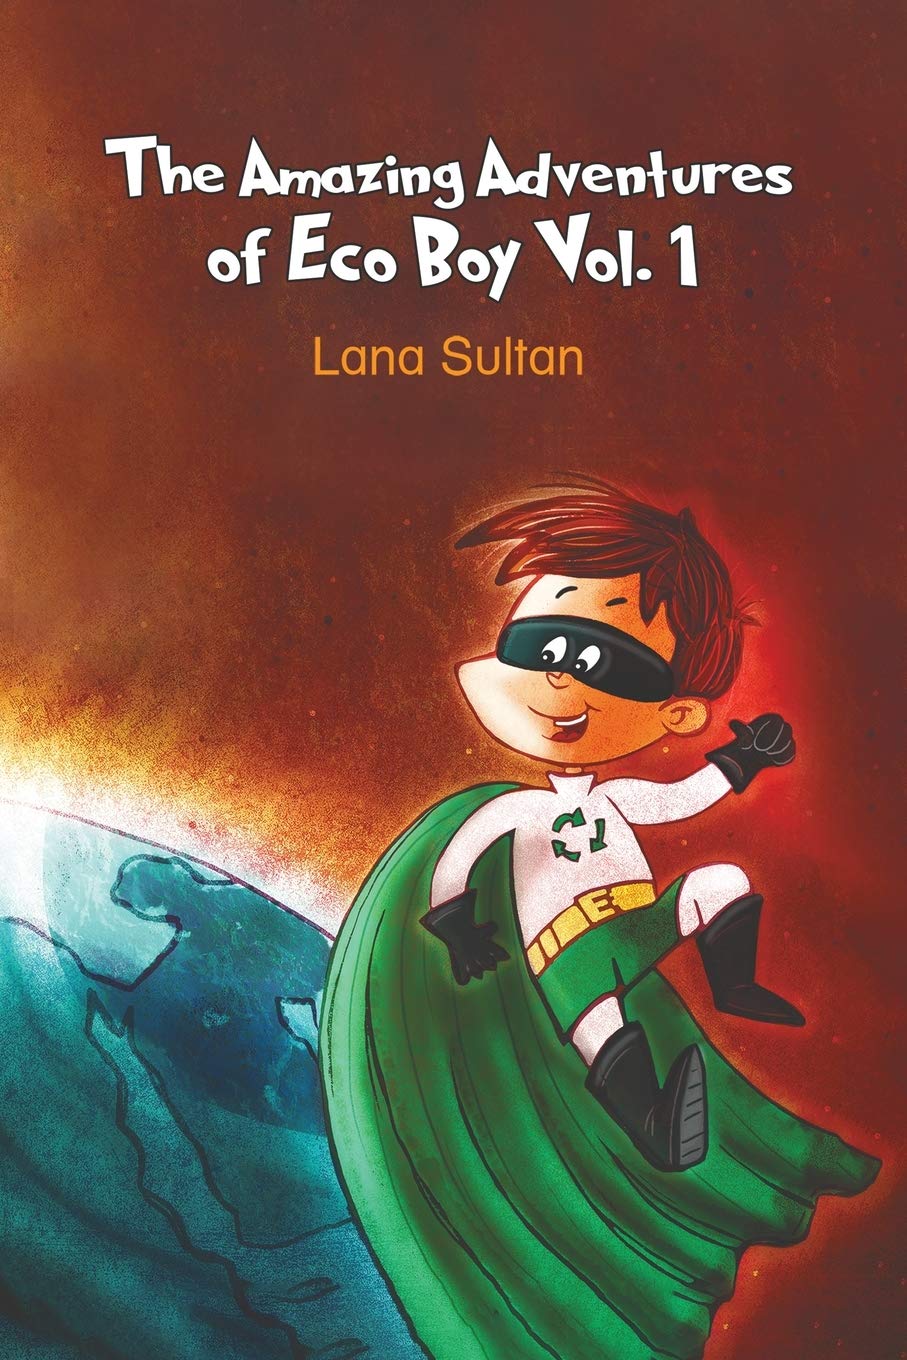 The Amazing Adventures
of Eco Boy Vol. 1
Lana Sultan
E